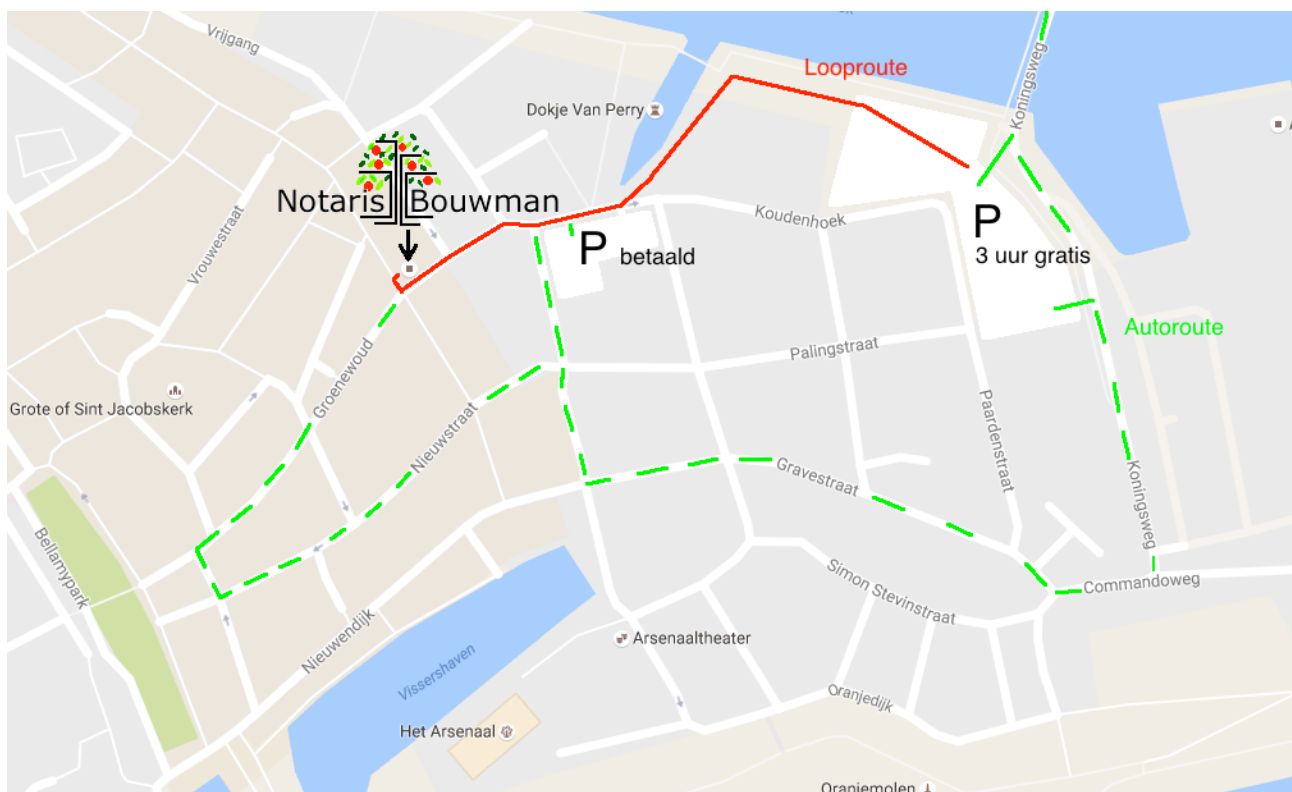 Vrijgang
Looproute
Koningsweg
Dokje Van Perry
Notaris Bouwman
Vrouwestraat
Koudenhoek
P
3 uur gratis
P betaald
Autoroute
Palingstraat
Groenewoud
Grote of Sint Jacobskerk
Nieuwstraat
Paardenstraat
Gravestraat
Koningsweg
Bellamypark
Commandoweg
Simon Stevinstraat
Nieuwendijk
Arsenaaltheater
Vissershaven
Oranjedijk
Het Arsenaal
Oranjemolen